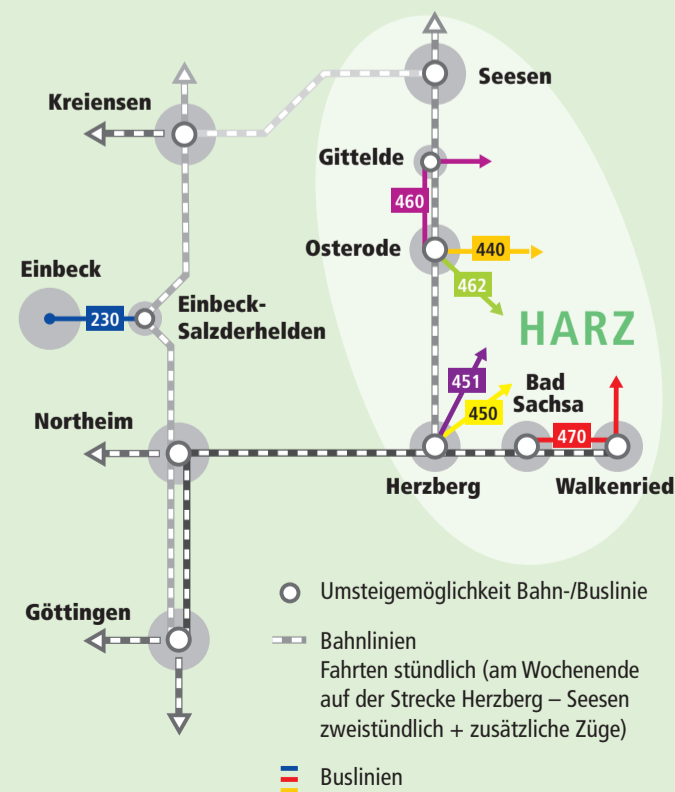 Seesen
Kreiensen
Gittelde
460
Osterode
440
462
Einbeck
230
Einbeck-
Salzderhelden
HARZ
451
450
Bad
Sachsa
470
Northeim
Herzberg
Walkenried
Göttingen
Umsteigemöglichkeit Bahn-/Buslinie
Bahnlinien
Fahrten stündlich (am Wochenende
auf der Strecke Herzberg – Seesen
zweistündlich + zusätzliche Züge)
Buslinien